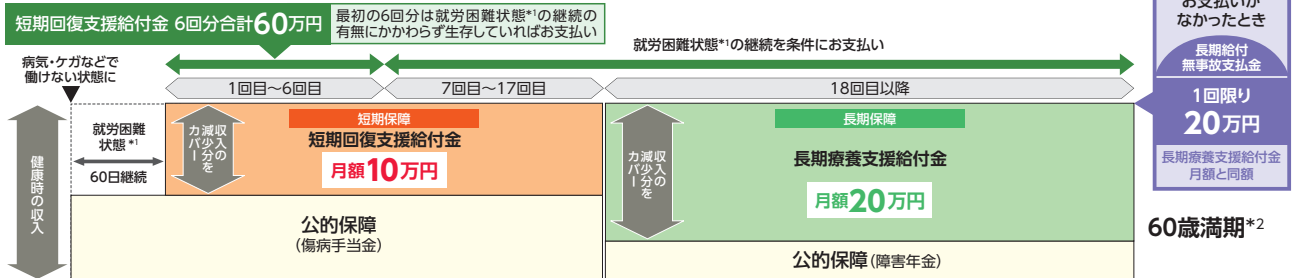 短期回復支援給付金 6回分合計60万円
最初の6回分は就労困難状態*1の継続の
有無にかかわらず生存していればお支払い
就労困難状態*1の継続を条件にお支払い
お支払いが
なかったとき
長期給付
無事故支払金
1回限り
20万円
長期療養支援給付金
月額と同額
病気・ケガなどで
働けない状態に
1回目～6回目
7回目～17回目
18回目以降
健康時の収入
就労困難
状態*1
60日継続
収入の
減少分を
カバー
短期保障
短期回復支援給付金
月額10万円
公的保障
(傷病手当金)
収入の
減少分を
カバー
長期保障
長期療養支援給付金
月額20万円
公的保障(障害年金)
60歳満期*2